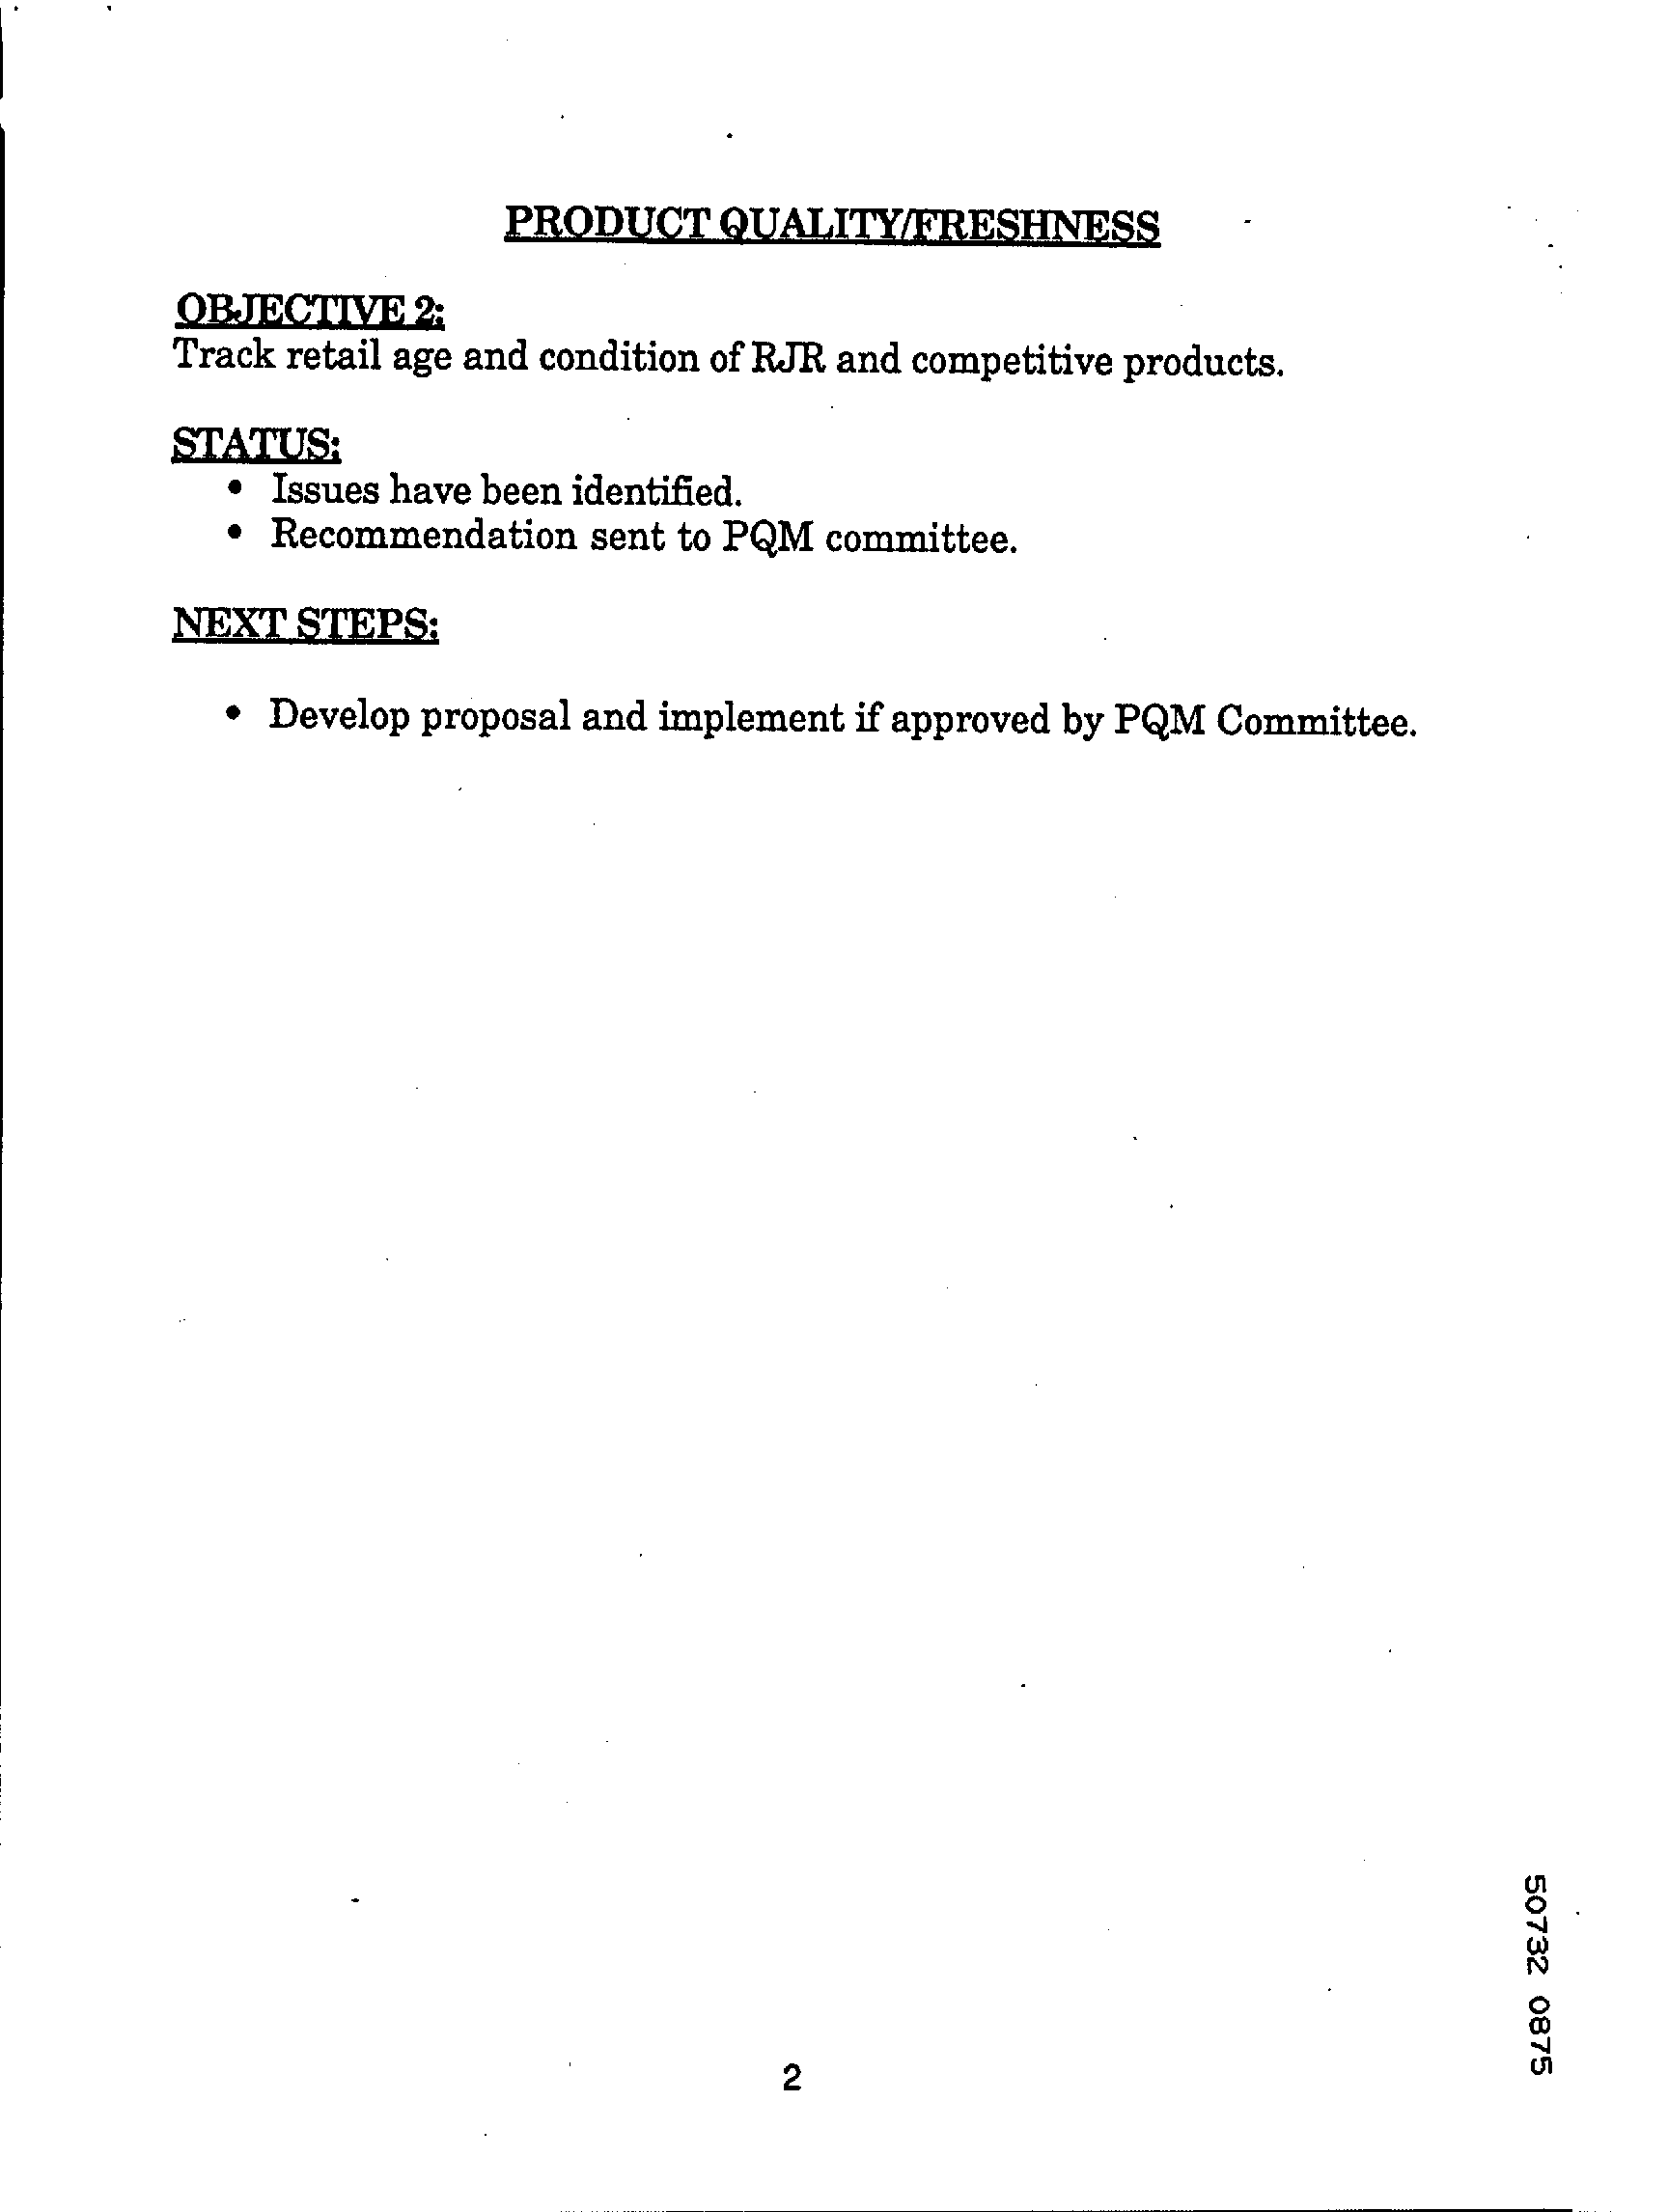 PRODUCT QUALITY/FRESHNESS
OBJECTIVE 2:
Track retail age and condition of RJR and competitive products.
STATUS:
• Issues have been identified.
• Recommendation sent to PQM committee.
NEXT STEPS:
• Develop proposal and implement if approved by PQM Committee.
50732 0875
2